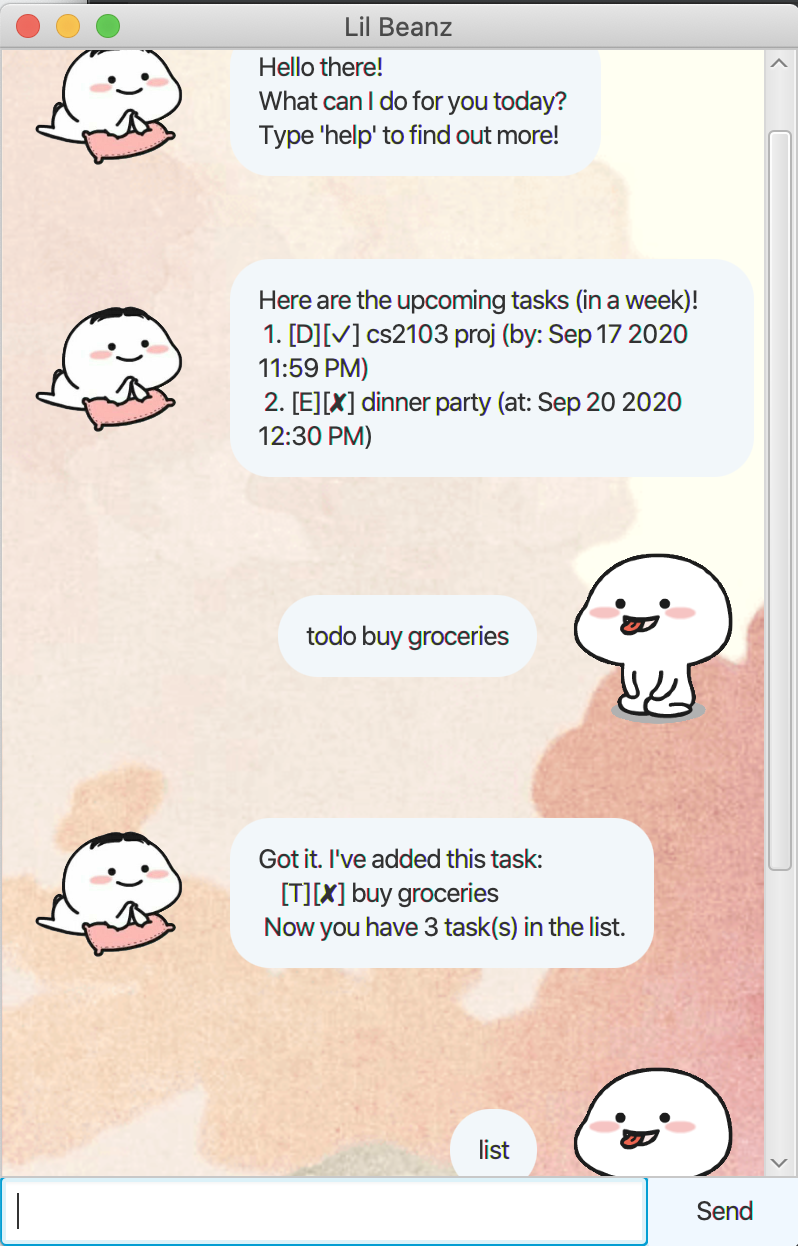 Lil Beanz
Hello there!
What can I do for you today?
Type 'help' to find out more!
Here are the upcoming tasks (in a week)!
1. [D][✓] cs2103 proj (by: Sep 17 2020
11:59 PM)
2. [E][✘] dinner party (at: Sep 20 2020
12:30 PM)
todo buy groceries
Got it. I've added this task:
[T][✘] buy groceries
Now you have 3 task(s) in the list.
list
Send